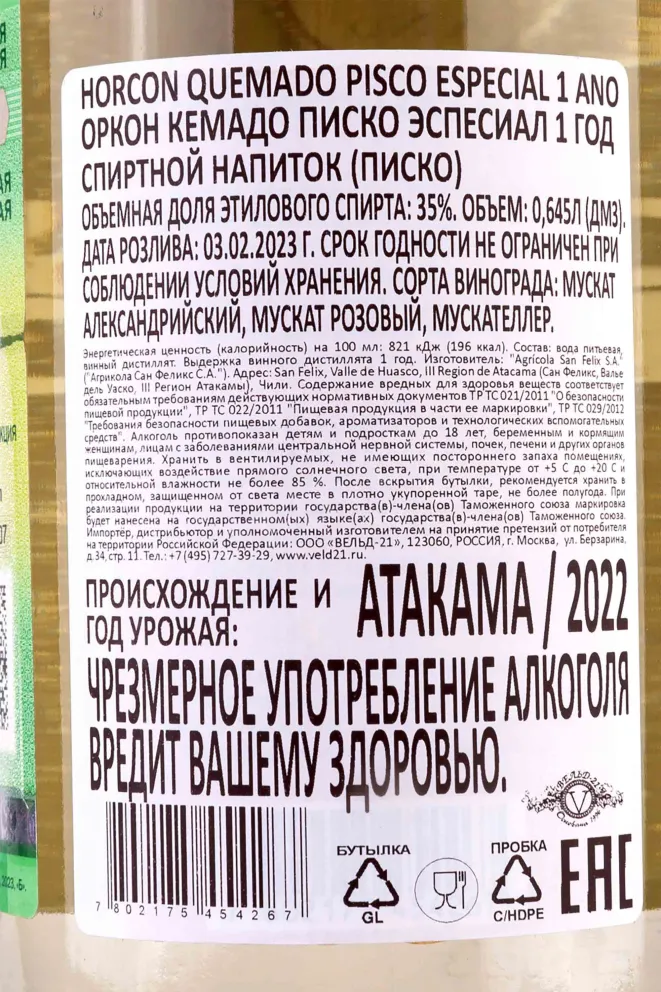 HORCON QUEMADO PISCO ESPECIAL 1 ANO
ОРКОН КЕМАДО ПИСКО ЭСПЕСИАЛ 1 ГОД
СПИРТНОЙ НАПИТОК (ПИСКО)
ОБЪЕМНАЯ ДОЛЯ ЭТИЛОВОГО СПИРТА: 35%. ОБЪЕМ: 0,645Л (ДМ3).
ДАТА РОЗЛИВА: 03.02.2023 Г. СРОК ГОДНОСТИ НЕ ОГРАНИЧЕН ПРИ
СОБЛЮДЕНИИ УСЛОВИЙ ХРАНЕНИЯ. СОРТА ВИНОГРАДА: МУСКАТ
АЛЕКСАНДРИЙСКИЙ, МУСКАТ РОЗОВЫЙ, МУСКАТЕЛЛЕР.
Энергетическая ценность (калорийность) на 100 мл: 821 кДж (196 ккал). Состав: вода питьевая,
винный дистиллят. Выдержка винного дистиллята 1 год. Изготовитель: "Agrícola San Felix S.A."
("Агрикола Сан Феликс С.А."). Адрес: San Felix, Valle de Huasco, III Region de Atacama (Сан Феликс, Валье
дель Уаско, III Регион Атакамы), Чили. Содержание вредных для здоровья веществ соответствует
обязательным требованиям действующих нормативных документов ТР ТС 021/2011 "О безопасности
пищевой продукции", ТР ТС 022/2011 "Пищевая продукция в части ее маркировки", ТР ТС 029/2012
"Требования безопасности пищевых добавок, ароматизаторов и технологических вспомогательных
средств". Алкоголь противопоказан детям и подросткам до 18 лет, беременным и кормящим
женщинам, лицам с заболеваниями центральной нервной системы, почек, печени и других органов
пищеварения. Хранить в вентилируемых, не имеющих постороннего запаха помещениях,
исключающих воздействие прямого солнечного света, при температуре от +5 С до +20 С и
относительной влажности не более 85 %. После вскрытия бутылки, рекомендуется хранить в
прохладном, защищенном от света месте в плотно укупоренной таре, не более полугода. При
реализации продукции на территории государства(в)-члена(ов) Таможенного союза маркировка
будет нанесена на государственном(ых) языке(ах) государства(в)-члена(ов) Таможенного союза.
Импортёр, дистрибьютор и уполномоченный изготовителем на принятие претензий от потребителя
на территории Российской Федерации: ООО «ВЕЛЬД-21», 123060, РОССИЯ, г. Москва, ул. Берзарина,
д.34, стр. 11. Тел.: +7 (495) 727-39-29, www.veld21.ru.
ПРОИСХОЖДЕНИЕ И
ГОД УРОЖАЯ:
АТАКАМА / 2022
ЧРЕЗМЕРНОЕ УПОТРЕБЛЕНИЕ АЛКОГОЛЯ
ВРЕДИТ ВАШЕМУ ЗДОРОВЬЮ.
ВЕЛЬД-21
БУТЫЛКА
ПРОБКА
GL
C/HDPE
EAC
7 802175 454267